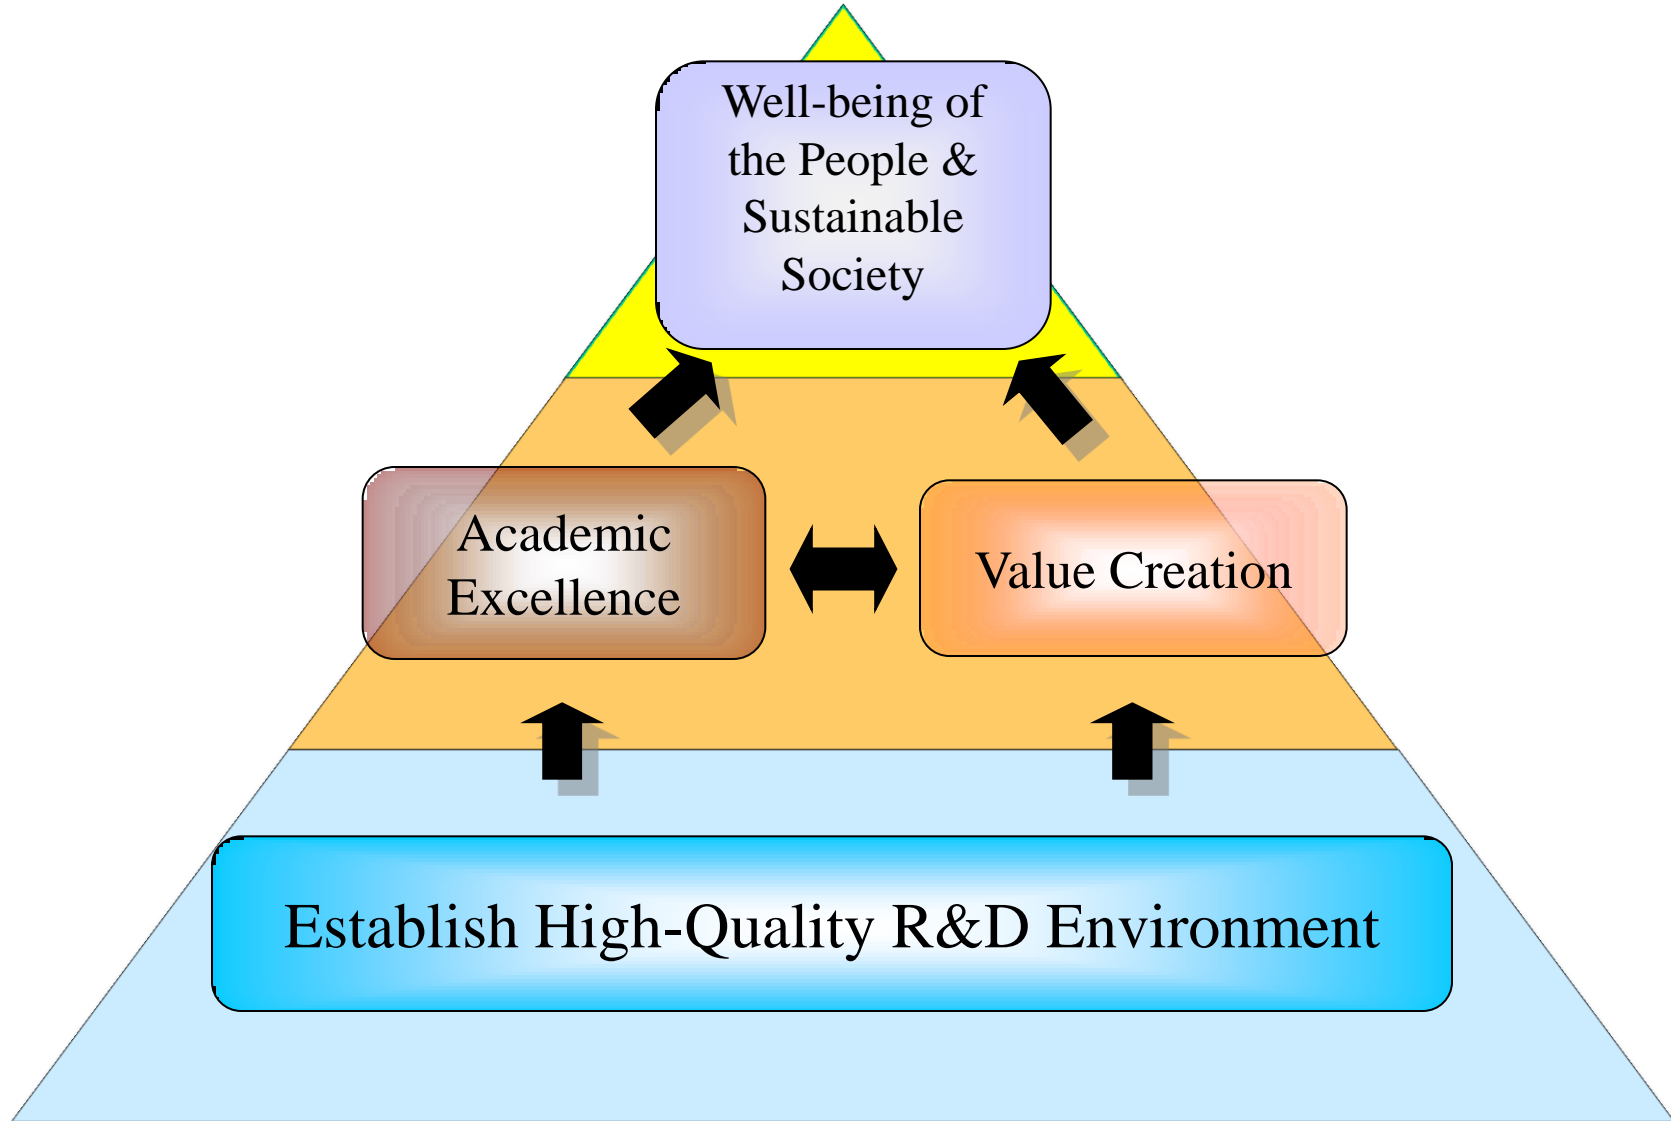 Well-being of
the People &
Sustainable
Society
Academic
Excellence
Value Creation
Establish High-Quality R&D Environment